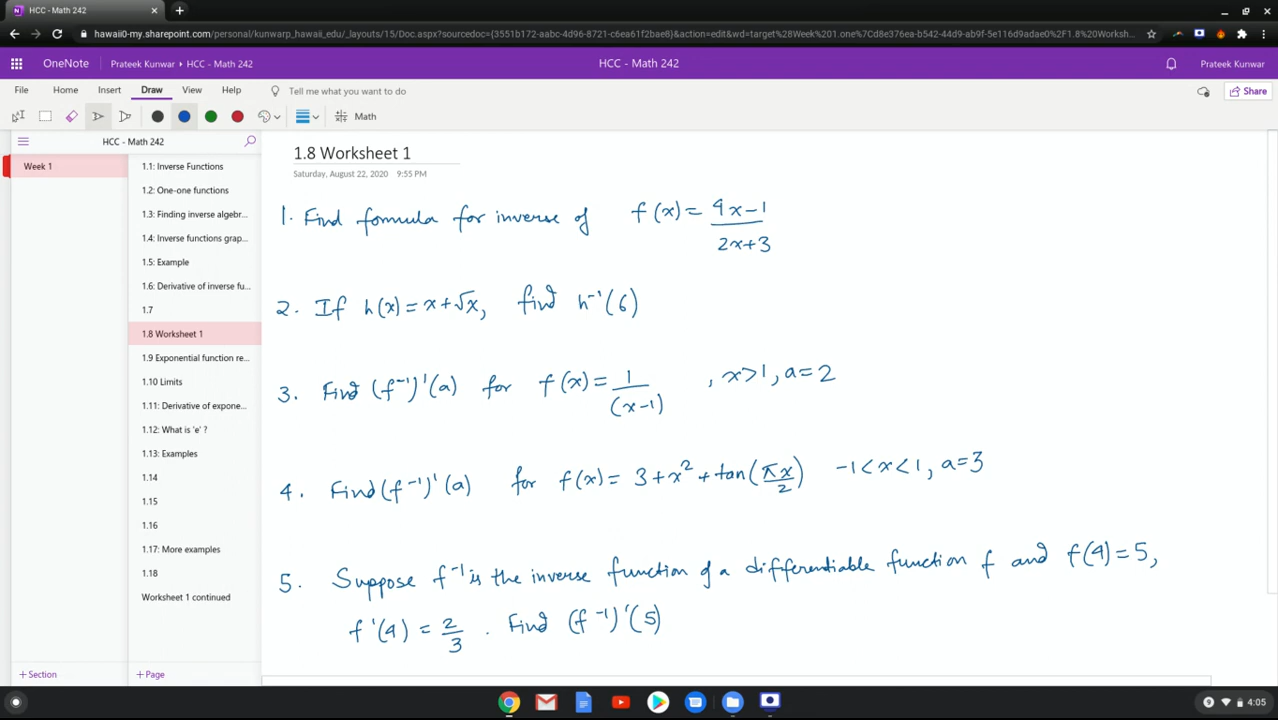 HCC - Math 242
hawaii0-my.sharepoint.com/personal/kunwarp_hawaii_edu/_layouts/15/Doc.aspx?sourcedoc={3551b172-aabc-4d96-8721-c6ea61f2bae8}&action=edit&wd=target%28Week%201.one%7Cd8e376ea-b542-44d9-ab9f-5e116d9adae0%2F1.8%20Worksh...
OneNote Prateek Kunwar › HCC - Math 242 HCC - Math 242 Prateek Kunwar
File Home Insert Draw View Help Tell me what you want to do Share
Math
HCC - Math 242
Week 1
1.1: Inverse Functions
1.2: One-one functions
1.3: Finding inverse algebr...
1.4: Inverse functions grap...
1.5: Example
1.6: Derivative of inverse fu...
1.7
1.8 Worksheet 1
1.9 Exponential function re...
1.10 Limits
1.11: Derivative of expone...
1.12: What is 'e' ?
1.13: Examples
1.14
1.15
1.16
1.17: More examples
1.18
Worksheet 1 continued
+ Section + Page
1.8 Worksheet 1
Saturday, August 22, 2020 9:55 PM
1. Find formula for inverse of f(x) = (4x-1)/(2x+3)
2. If h(x) = x+√x, find h⁻¹(6)
3. Find (f⁻¹)'(a) for f(x) = 1/(x-1) , x>1, a=2
4. Find (f⁻¹)'(a) for f(x) = 3+x²+tan(πx/2) -1<x<1, a=3
5. Suppose f⁻¹ is the inverse function of a differentiable function f and f(4)=5,
f'(4) = 2/3 . Find (f⁻¹)'(5)
9 4:05